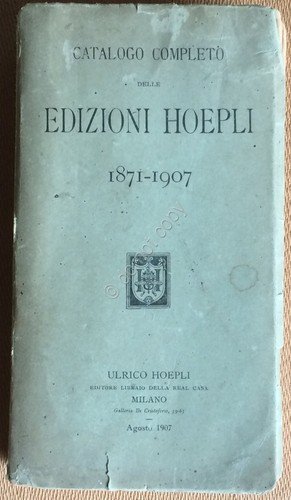 CATALOGO COMPLETO
DELLE
EDIZIONI HOEPLI
1871-1907
ULRICO HOEPLI
EDITORE LIBRAIO DELLA REAL CASA
MILANO
Galleria De Cristoforis, 59-63
Agosto 1907